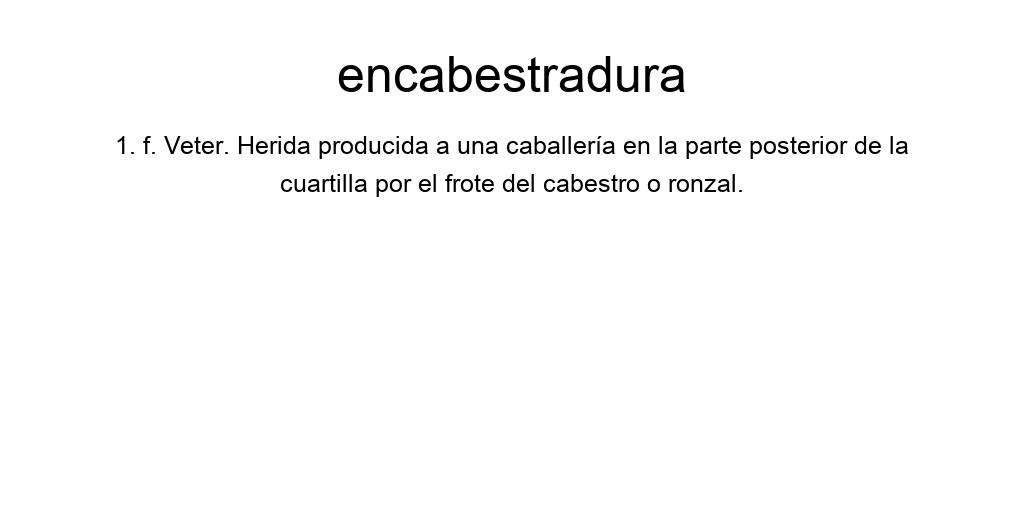 encabestradura
1. f. Veter. Herida producida a una caballería en la parte posterior de la
cuartilla por el frote del cabestro o ronzal.